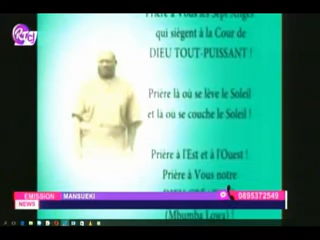 Prière à Vous les Sept Anges
qui siègent à la Cour de
DIEU TOUT-PUISSANT !
Prière là où se lève le Soleil
et là où se couche le Soleil !
Prière à l'Est et à l'Ouest !
Prière à Vous notre
(Mbumba Lowa) !
EMISSION MANSUEKI
0895372549
NEWS